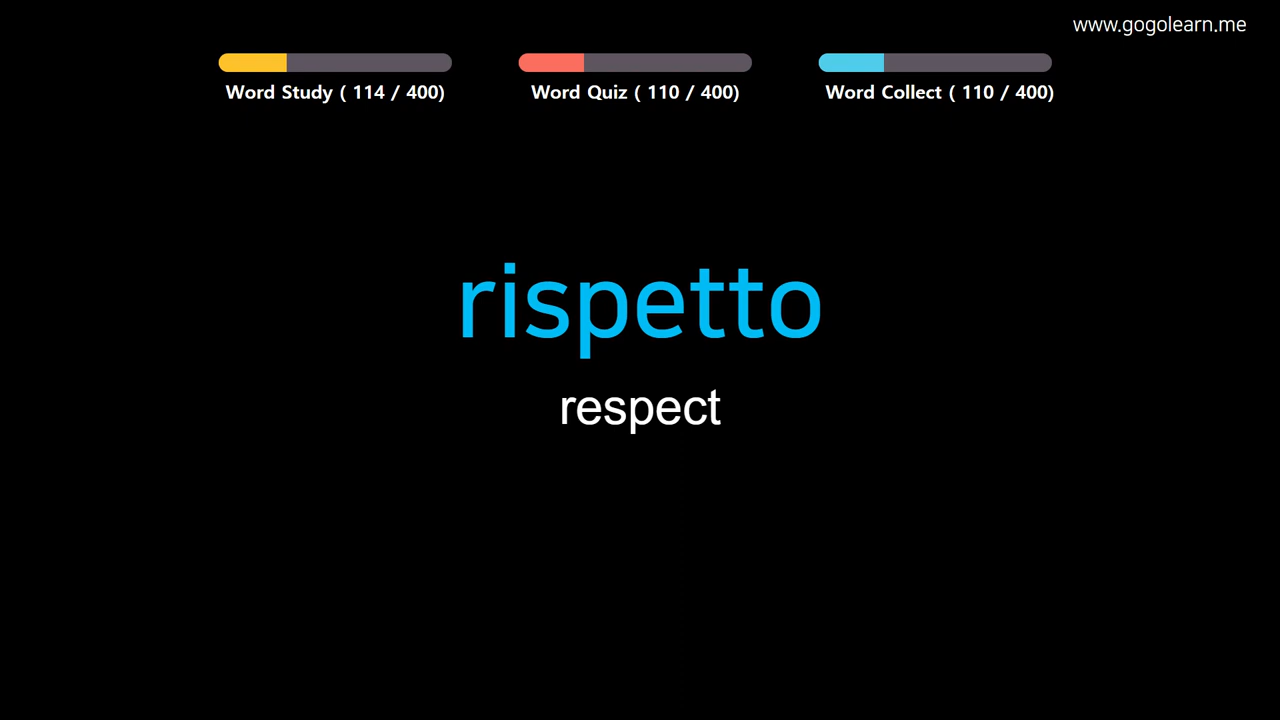 www.gogolearn.me
Word Study ( 114 / 400)
Word Quiz ( 110 / 400)
Word Collect ( 110 / 400)
rispetto
respect